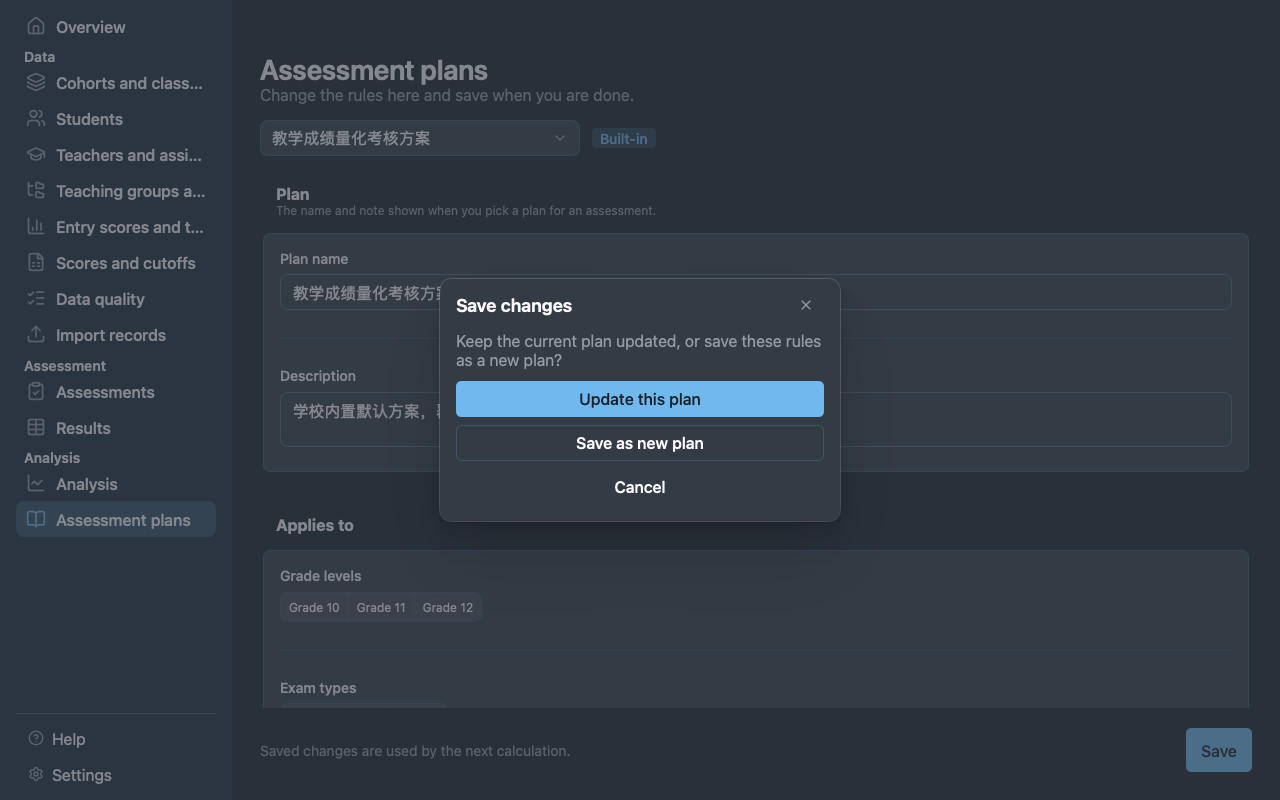 Overview
Data
Cohorts and class...
Students
Teachers and assi...
Teaching groups a...
Entry scores and t...
Scores and cutoffs
Data quality
Import records
Assessment
Assessments
Results
Analysis
Analysis
Assessment plans
Help
Settings
Assessment plans
Change the rules here and save when you are done.
教学成绩量化考核方案
Built-in
Plan
The name and note shown when you pick a plan for an assessment.
Plan name
教学成绩量化考核方
Description
学校内置默认方案，
Save changes
Keep the current plan updated, or save these rules
as a new plan?
Update this plan
Save as new plan
Cancel
Applies to
Grade levels
Grade 10 Grade 11 Grade 12
Exam types
Saved changes are used by the next calculation.
Save